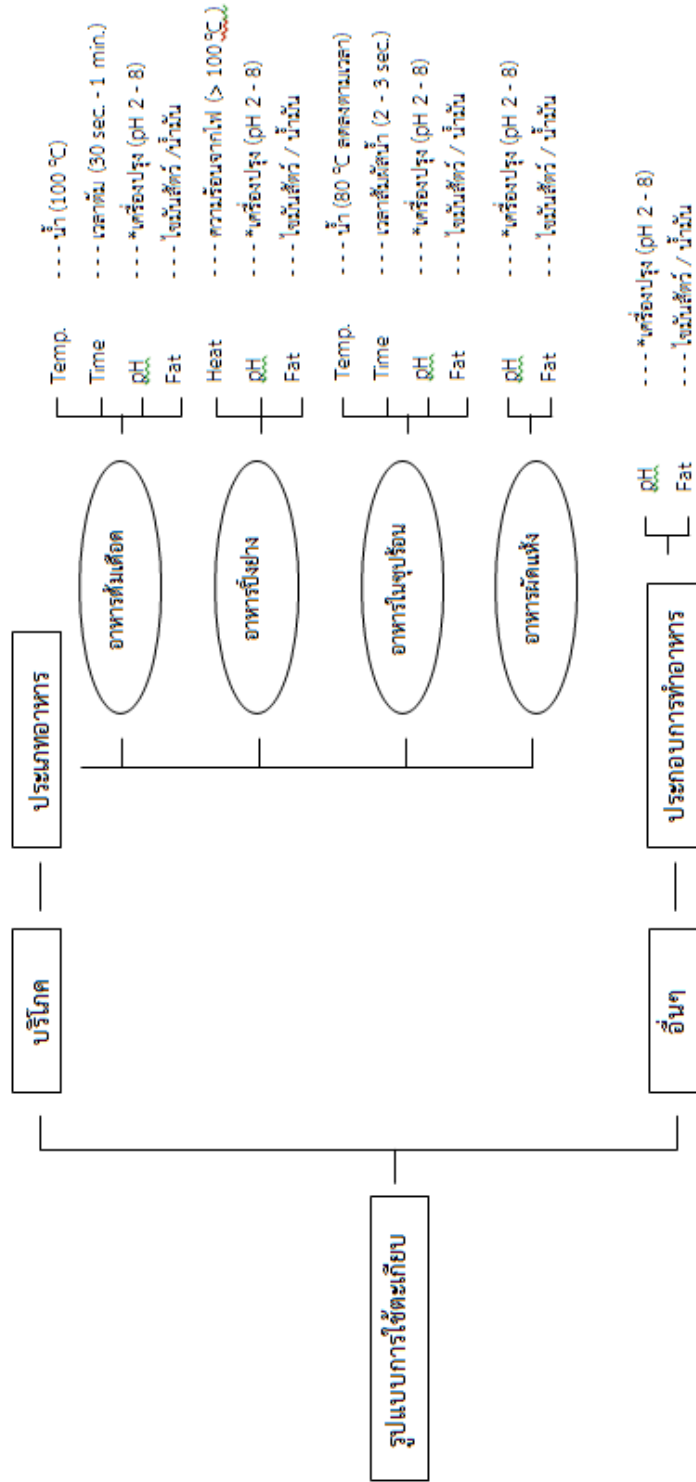 รูปแบบการใช้ตะเกียบ
บริโภค
ประเภทอาหาร
อาหารต้มเดือด
Temp. - - - น้ำ (100 °C)
Time - - - เวลาต้ม (30 sec. - 1 min.)
pH - - - *เครื่องปรุง (pH 2 - 8)
Fat - - - ไขมันสัตว์ /น้ำมัน
อาหารปิ้งย่าง
Heat - - - ความร้อนจากไฟ (> 100 °C )
pH - - - *เครื่องปรุง (pH 2 - 8)
Fat - - - ไขมันสัตว์ / น้ำมัน
อาหารในซุปร้อน
Temp. - - - น้ำ (80 °C ลดลงตามเวลา)
Time - - - เวลาสัมผัสน้ำ (2 - 3 sec.)
pH - - - *เครื่องปรุง (pH 2 - 8)
Fat - - - ไขมันสัตว์ / น้ำมัน
อาหารผัดแห้ง
pH - - - *เครื่องปรุง (pH 2 - 8)
Fat - - - ไขมันสัตว์ / น้ำมัน
อื่นๆ
ประกอบการทำอาหาร
pH - - - *เครื่องปรุง (pH 2 - 8)
Fat - - - ไขมันสัตว์ / น้ำมัน